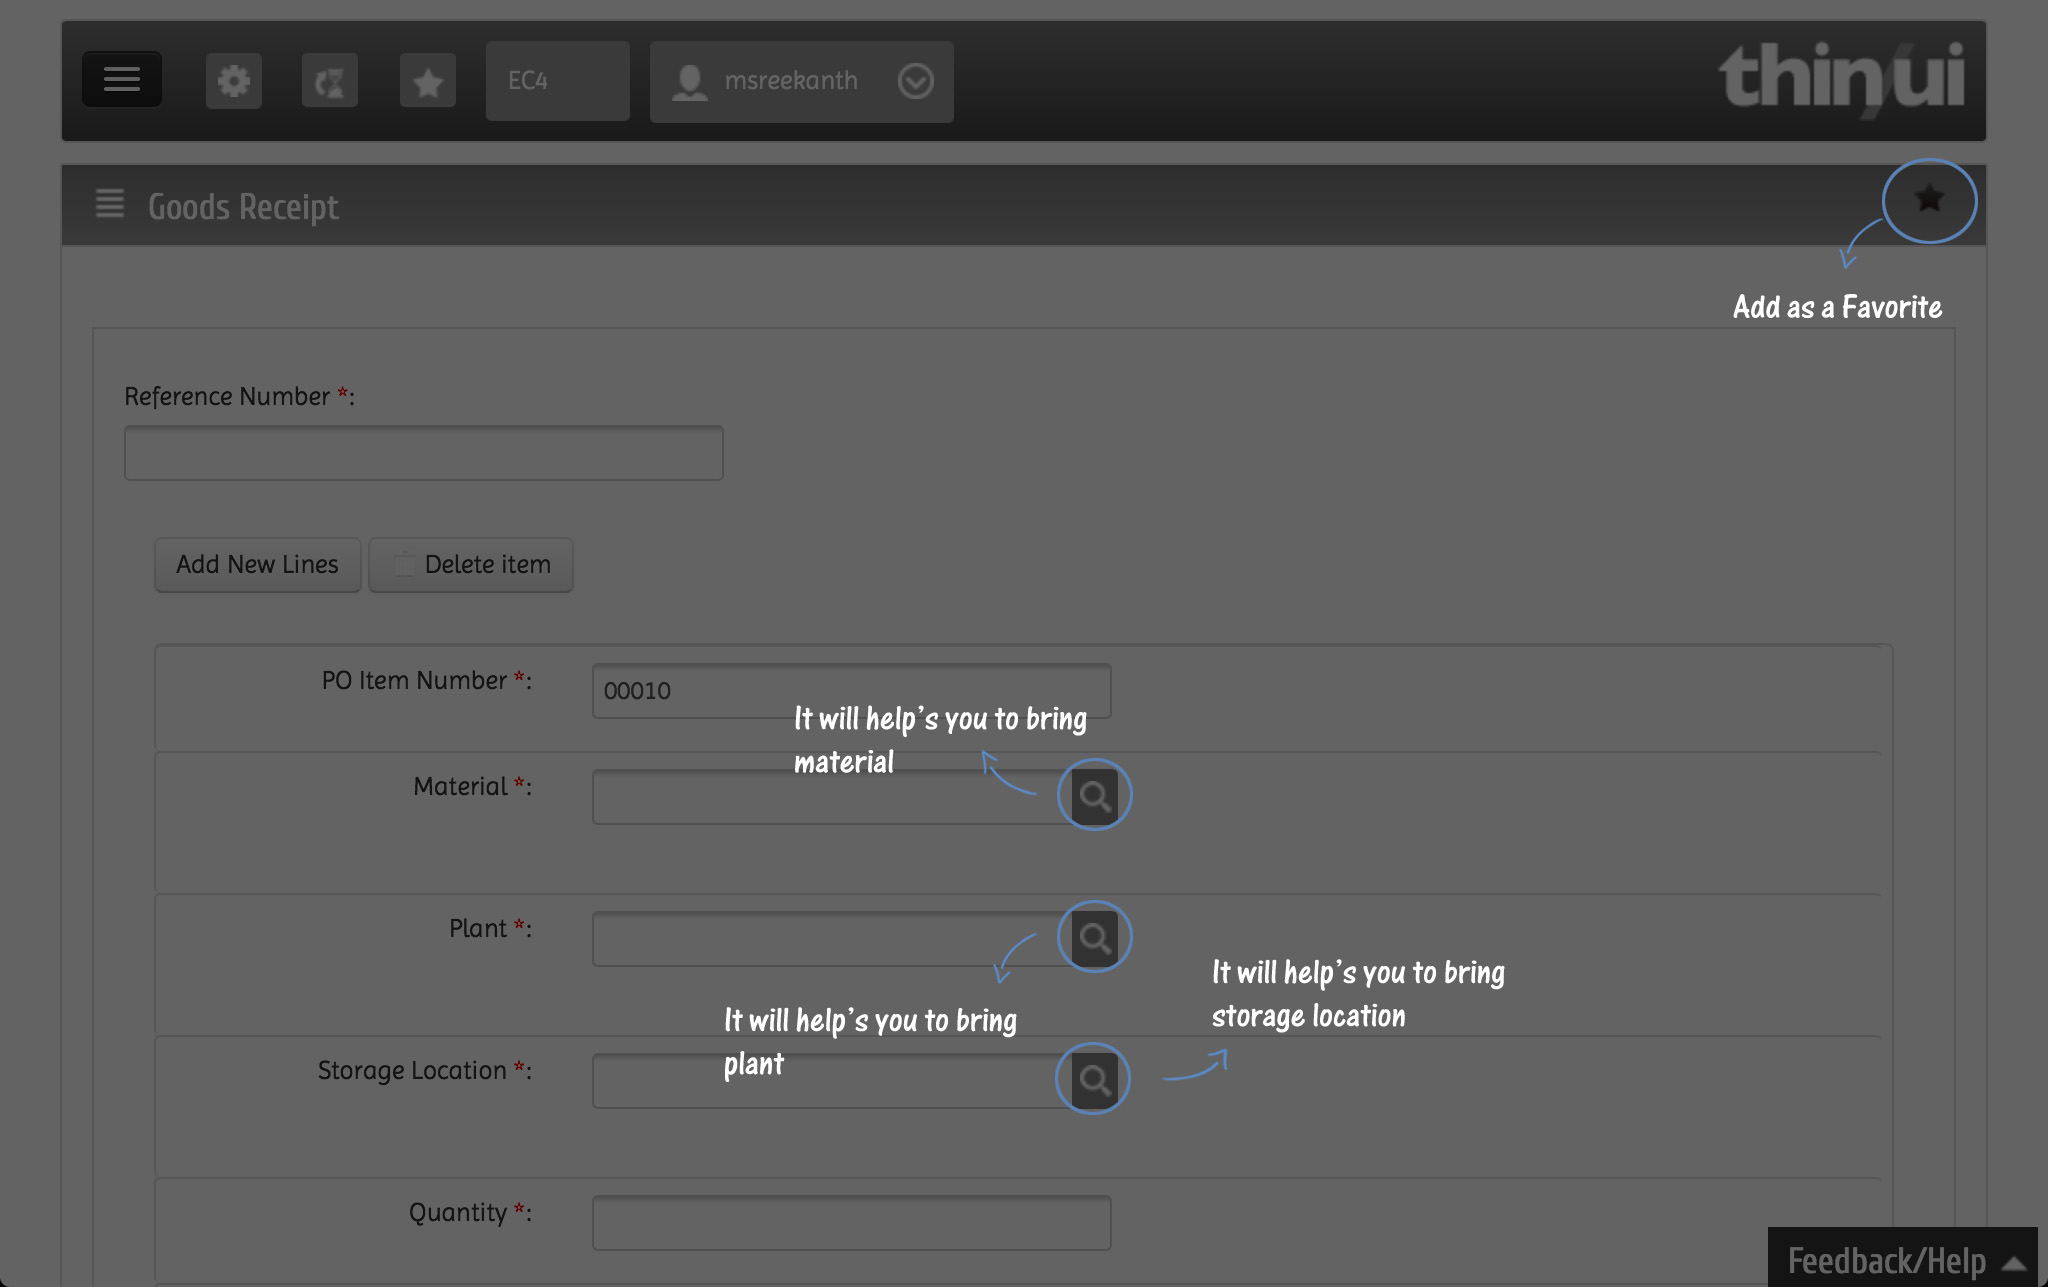 EC4
msreekanth
thin/ui
Goods Receipt
Add as a Favorite
Reference Number *:
Add New Lines
Delete item
PO Item Number *:
00010
It will help's you to bring
material
Material *:
Plant *:
It will help's you to bring
storage location
It will help's you to bring
plant
Storage Location *:
Quantity *:
Feedback/Help